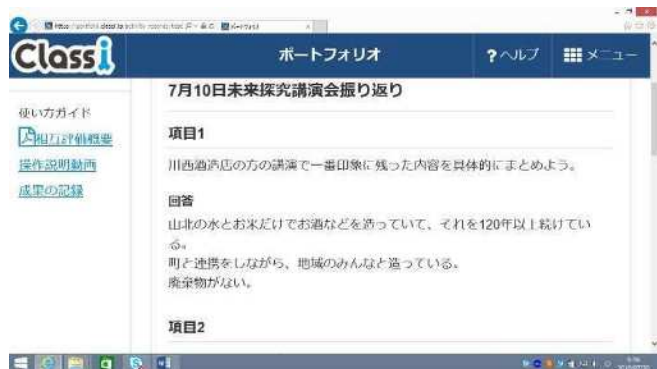 Classi
ポートフォリオ
?ヘルプ
メニュー
使い方ガイド
相互評価概要
操作説明動画
成果の記録
7月10日未来探究講演会振り返り
項目1
川西酒造店の方の講演で一番印象に残った内容を具体的にまとめよう。
回答
山北の水とお米だけでお酒などを造っていて、それを120年以上続けてい
る。
町と連携をしながら、地域のみんなと造っている。
廃棄物がない。
項目2